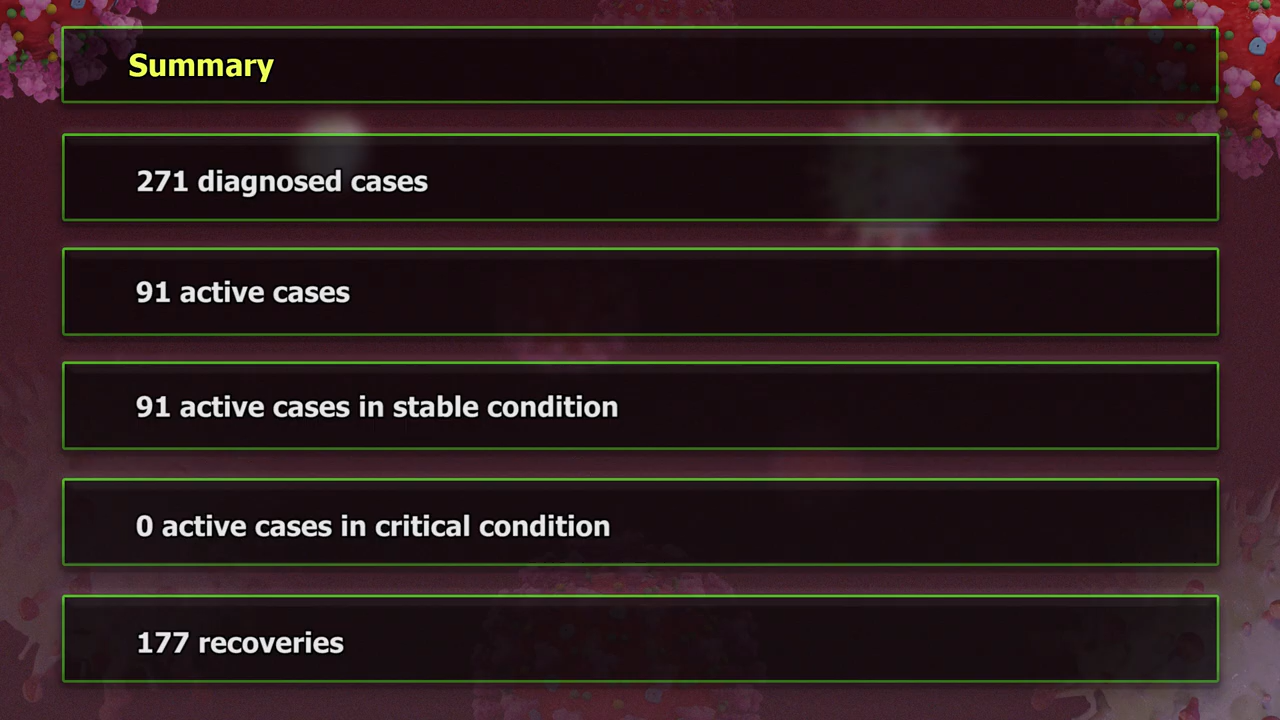 Summary
271 diagnosed cases
91 active cases
91 active cases in stable condition
0 active cases in critical condition
177 recoveries